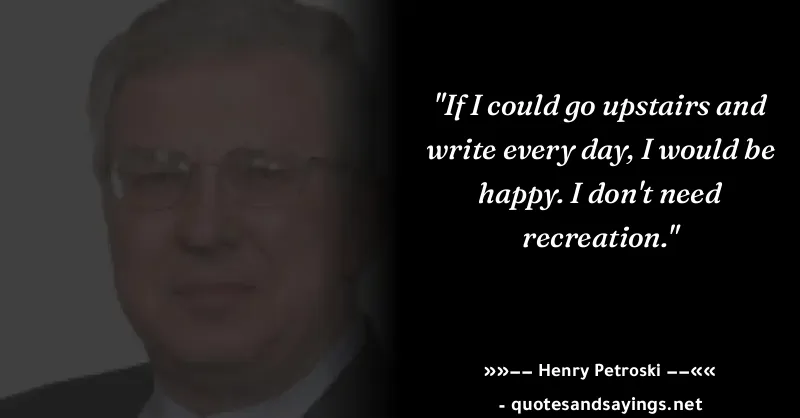 "If I could go upstairs and
write every day, I would be
happy. I don't need
recreation."
»»−− Henry Petroski −−««
- quotesandsayings.net